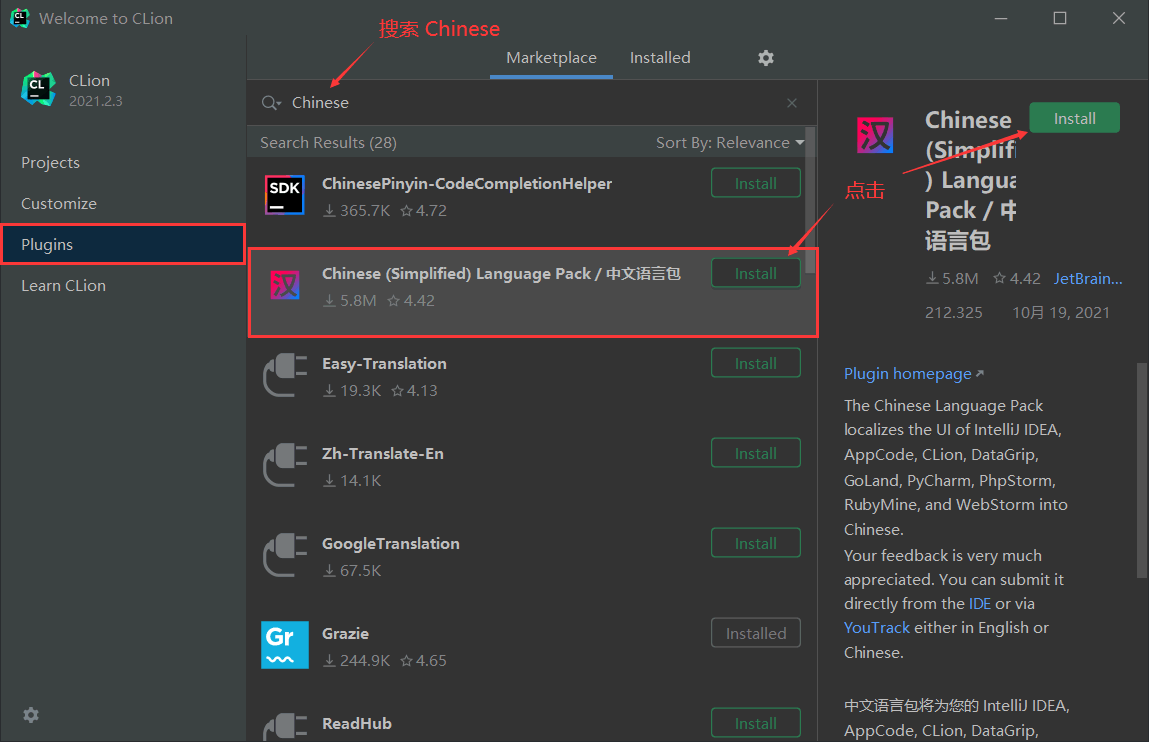 CL
Welcome to CLion
搜索 Chinese
CL
CLion
2021.2.3
Projects
Customize
Plugins
Learn CLion
Marketplace
Installed
Chinese
Search Results (28)
Sort By: Relevance
SDK
ChinesePinyin-CodeCompletionHelper
365.7K
4.72
Install
汉
Chinese (Simplified) Language Pack / 中文语言包
5.8M
4.42
Install
Easy-Translation
19.3K
4.13
Install
Zh-Translate-En
14.1K
Install
GoogleTranslation
67.5K
Install
Gr
Grazie
244.9K
4.65
Installed
ReadHub
Install
点击
汉
Chinese
(Simplifi
) Langua
Pack / 中
语言包
Install
5.8M
4.42
JetBrain...
212.325
10月 19, 2021
Plugin homepage
The Chinese Language Pack
localizes the UI of IntelliJ IDEA,
AppCode, CLion, DataGrip,
GoLand, PyCharm, PhpStorm,
RubyMine, and WebStorm into
Chinese.
Your feedback is very much
appreciated. You can submit it
directly from the IDE or via
YouTrack either in English or
Chinese.
中文语言包将为您的 IntelliJ IDEA,
AppCode, CLion, DataGrip,